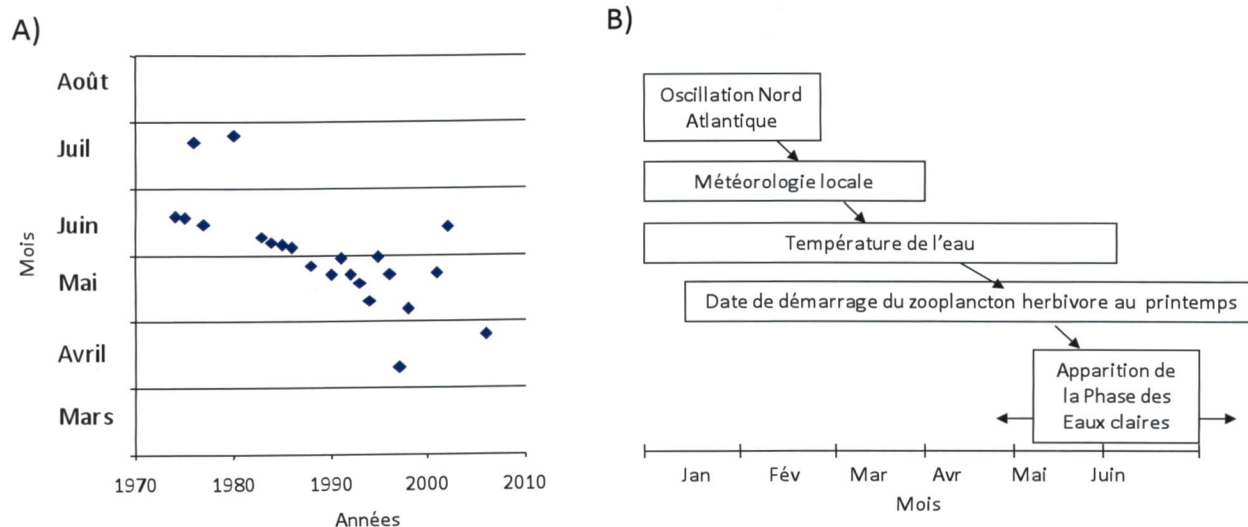 A)
Août
Juil
Juin
Mai
Avril
Mars
Mois
1970 1980 1990 2000 2010
Années
B)
Oscillation Nord
Atlantique
Météorologie locale
Température de l'eau
Date de démarrage du zooplancton herbivore au printemps
Apparition de
la Phase des
Eaux claires
Jan Fév Mar Avr Mai Juin
Mois